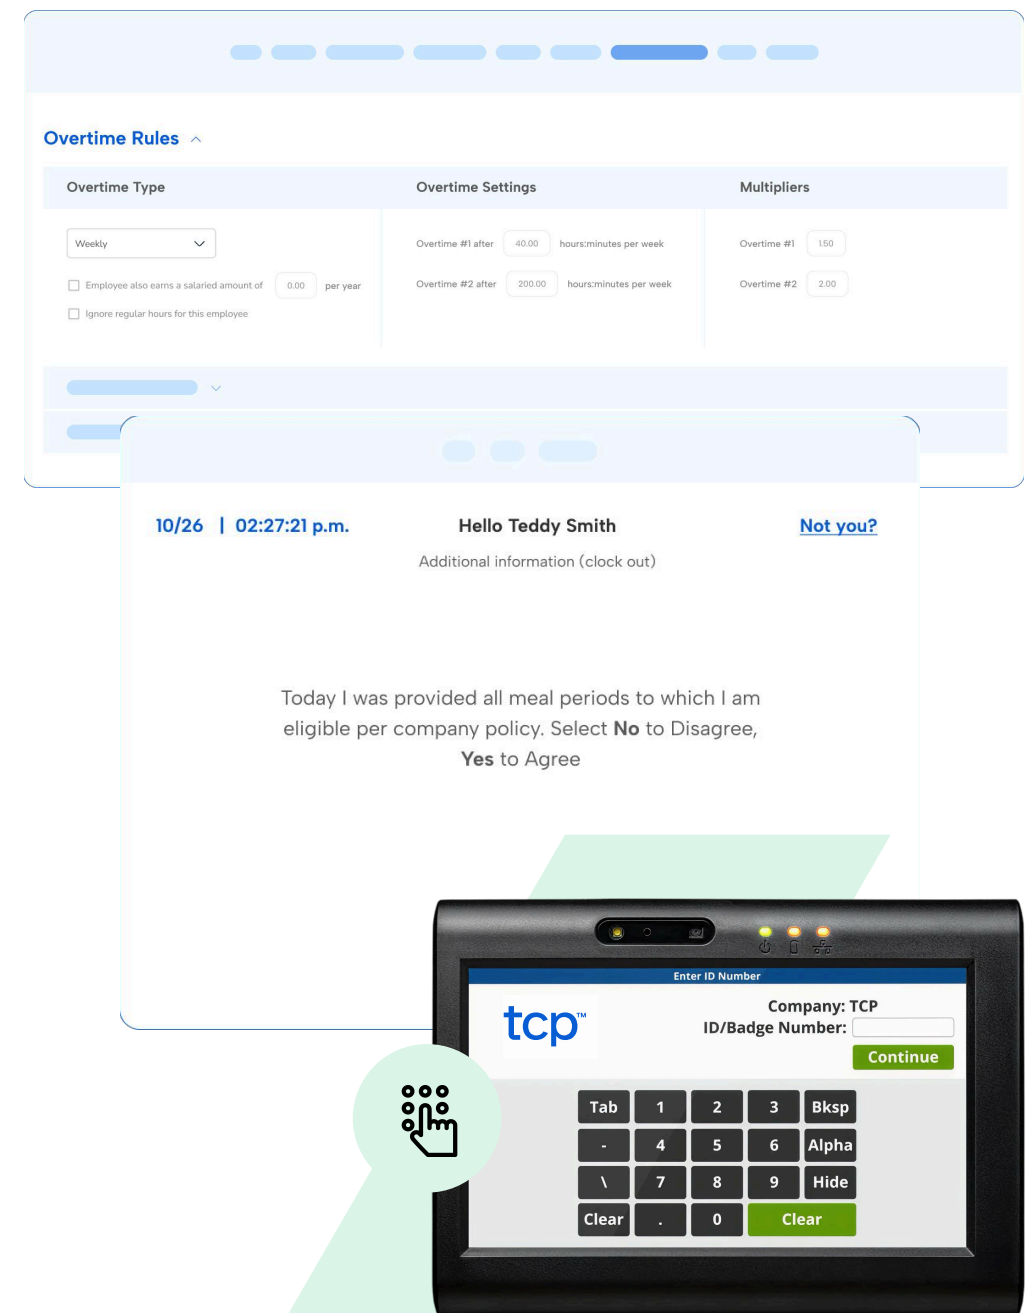 Overtime Rules
Overtime Type
Overtime Settings
Multipliers
Weekly
Overtime #1 after 40.00 hours:minutes per week
Overtime #1 1.50
Employee also earns a salaried amount of 0.00 per year
Overtime #2 after 200.00 hours:minutes per week
Overtime #2 2.00
Ignore regular hours for this employee
10/26 | 02:27:21 p.m.
Hello Teddy Smith
Not you?
Additional information (clock out)
Today I was provided all meal periods to which I am
eligible per company policy. Select No to Disagree,
Yes to Agree
Enter ID Number
tcp™
Company: TCP
ID/Badge Number:
Continue
Tab 1 2 3 Bksp
- 4 5 6 Alpha
\ 7 8 9 Hide
Clear . 0 Clear